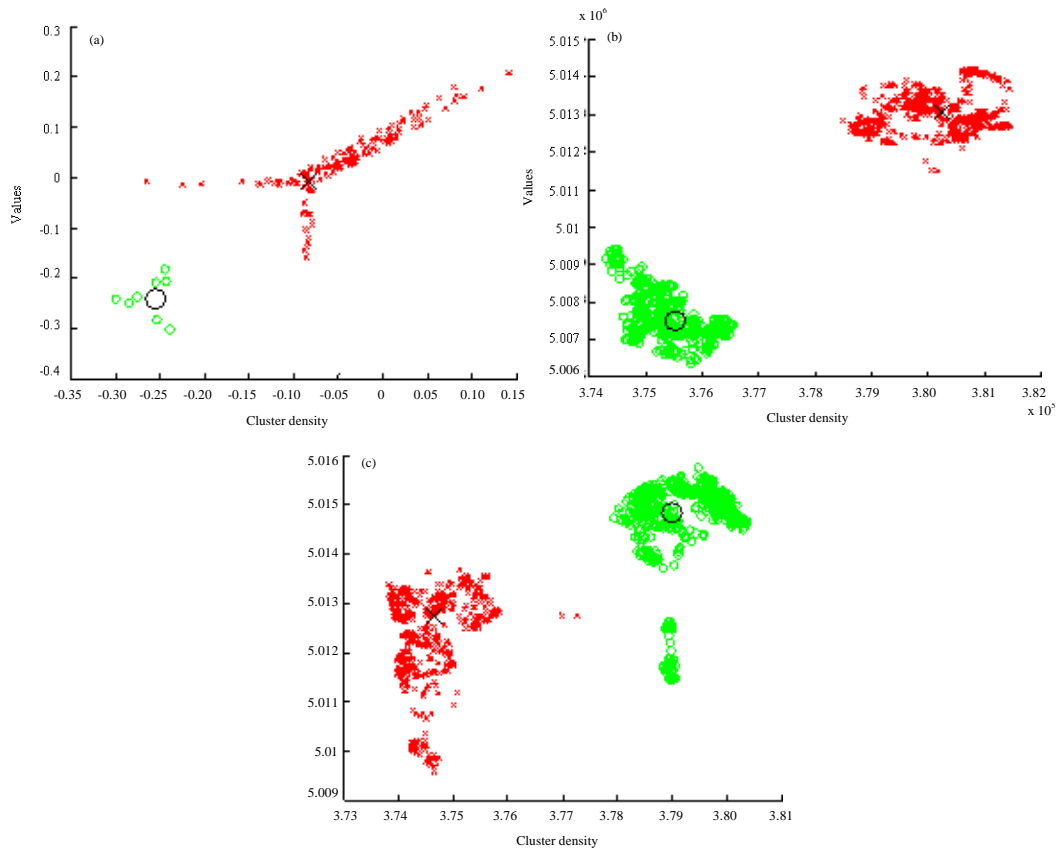 (a)
0.3
0.2
0.1
0
-0.1
-0.2
-0.3
-0.4
Values
-0.35 -0.30 -0.25 -0.20 -0.15 -0.10 -0.05 0 0.05 0.10 0.15
Cluster density
x 10⁶
(b)
5.015
5.014
5.013
5.012
5.011
5.01
5.009
5.008
5.007
5.006
Values
3.74 3.75 3.76 3.77 3.78 3.79 3.80 3.81 3.82
x 10⁵
Cluster density
(c)
5.016
5.015
5.014
5.013
5.012
5.011
5.01
5.009
3.73 3.74 3.75 3.76 3.77 3.78 3.79 3.80 3.81
Cluster density